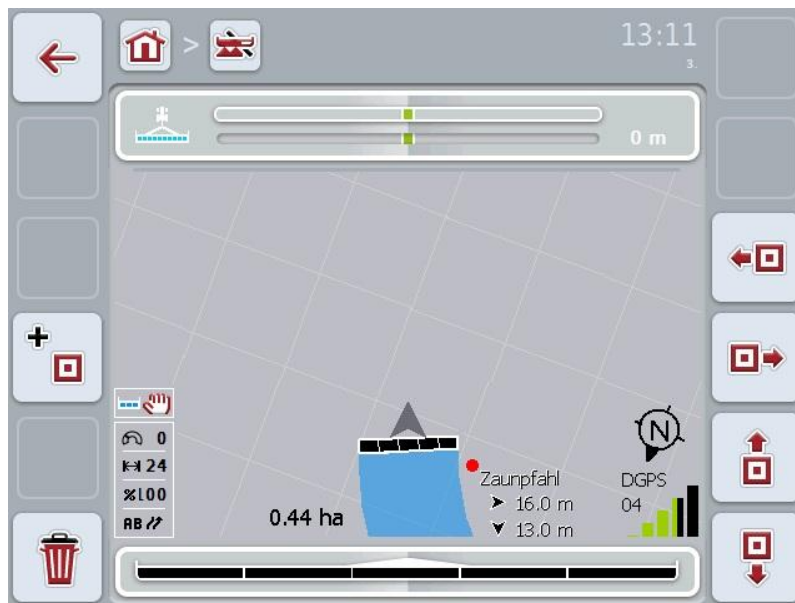 13:11
3.
0 m
0
24
%100
AB
0.44 ha
Zaunpfahl
16.0 m
13.0 m
N
DGPS
04